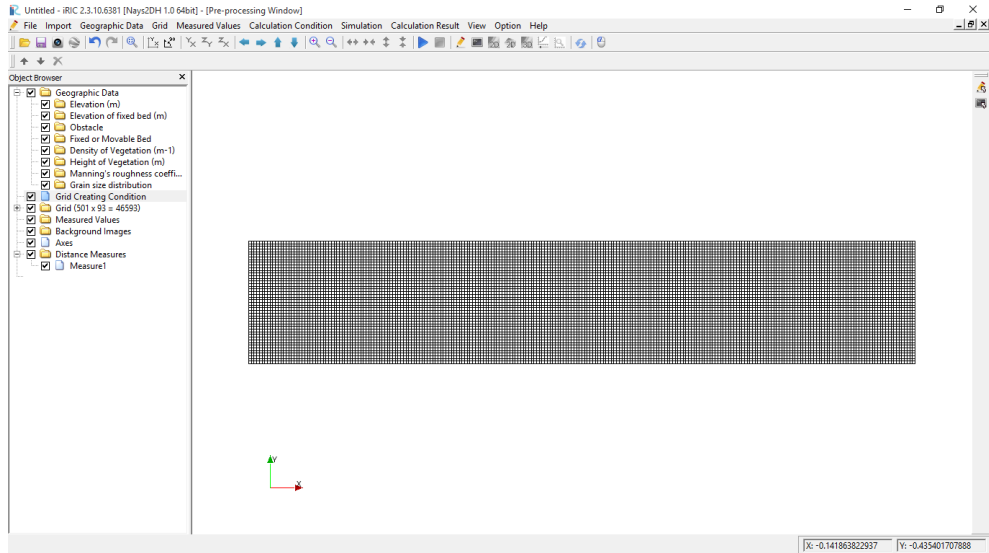 Untitled - iRIC 2.3.10.6381 [Nays2DH 1.0 64bit] - [Pre-processing Window]
File Import Geographic Data Grid Measured Values Calculation Condition Simulation Calculation Result View Option Help
Object Browser
Geographic Data
Elevation (m)
Elevation of fixed bed (m)
Obstacle
Fixed or Movable Bed
Density of Vegetation (m-1)
Height of Vegetation (m)
Manning's roughness coeffi...
Grain size distribution
Grid Creating Condition
Grid (501 x 93 = 46593)
Measured Values
Background Images
Axes
Distance Measures
Measure1
Y
X
X: -0.141863822937 Y: -0.435401707888